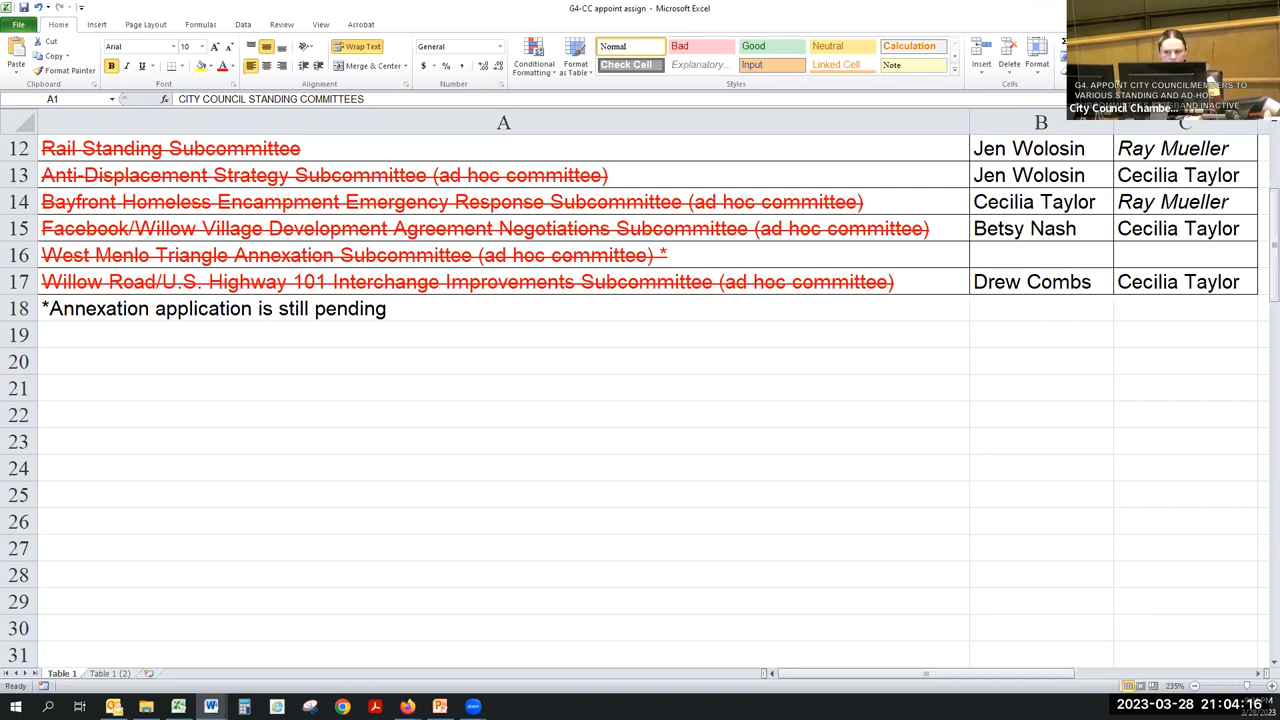 G4-CC appoint assign - Microsoft Excel
File Home Insert Page Layout Formulas Data Review View Acrobat
Paste Cut Copy Format Painter Clipboard
Arial 10 B I U A A A Font
Wrap Text Merge & Center Alignment
General $ % , Number
Conditional Formatting Format as Table
Normal Bad Good Neutral Calculation
Check Cell Explanatory... Input Linked Cell Note
Styles
Insert Delete Format Cells
G4. APPOINT CITY COUNCILMEMBERS TO
VARIOUS STANDING AND AD-HOC
City Council Chambe...
A1 fx CITY COUNCIL STANDING COMMITTEES
A B C
12 Rail Standing Subcommittee Jen Wolosin Ray Mueller
13 Anti-Displacement Strategy Subcommittee (ad hoc committee) Jen Wolosin Cecilia Taylor
14 Bayfront Homeless Encampment Emergency Response Subcommittee (ad hoc committee) Cecilia Taylor Ray Mueller
15 Facebook/Willow Village Development Agreement Negotiations Subcommittee (ad hoc committee) Betsy Nash Cecilia Taylor
16 West Menlo Triangle Annexation Subcommittee (ad hoc committee) *
17 Willow Road/U.S. Highway 101 Interchange Improvements Subcommittee (ad hoc committee) Drew Combs Cecilia Taylor
18 *Annexation application is still pending
19
20
21
22
23
24
25
26
27
28
29
30
31
Table 1 Table 1 (2)
Ready 235%
2023-03-28 21:04:16